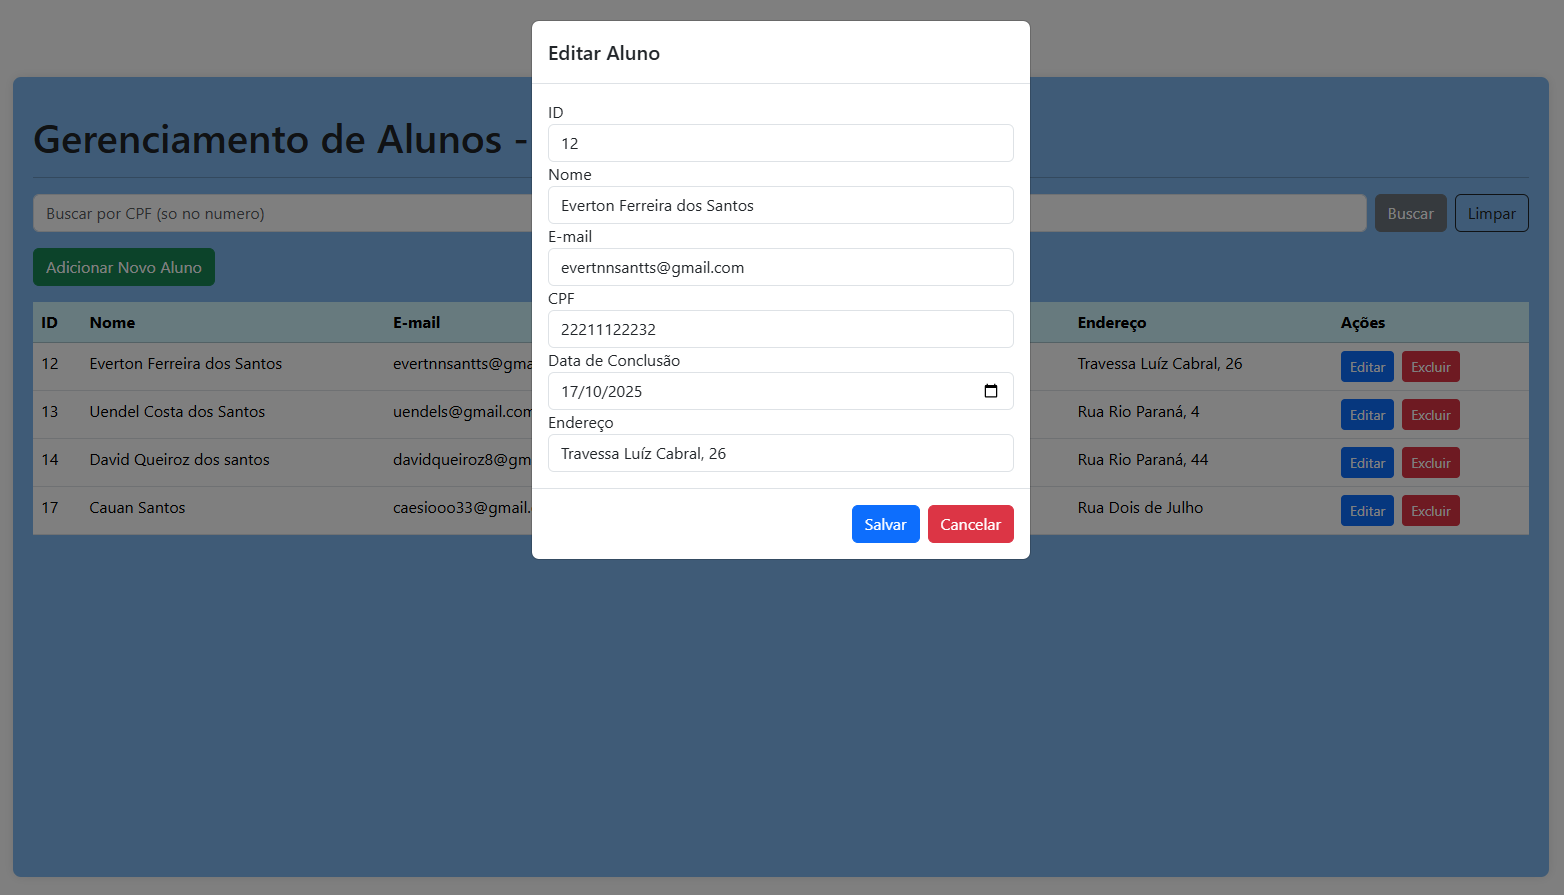 Editar Aluno
ID
12
Nome
Everton Ferreira dos Santos
E-mail
evertnnsantts@gmail.com
CPF
22211122232
Data de Conclusão
17/10/2025
Endereço
Travessa Luíz Cabral, 26
Salvar Cancelar
Gerenciamento de Alunos -
Buscar por CPF (so no numero) Buscar Limpar
Adicionar Novo Aluno
ID Nome E-mail Endereço Ações
12 Everton Ferreira dos Santos evertnnsantts@gma Travessa Luíz Cabral, 26 Editar Excluir
13 Uendel Costa dos Santos uendels@gmail.com Rua Rio Paraná, 4 Editar Excluir
14 David Queiroz dos santos davidqueiroz8@gm Rua Rio Paraná, 44 Editar Excluir
17 Cauan Santos caesiooo33@gmail. Rua Dois de Julho Editar Excluir